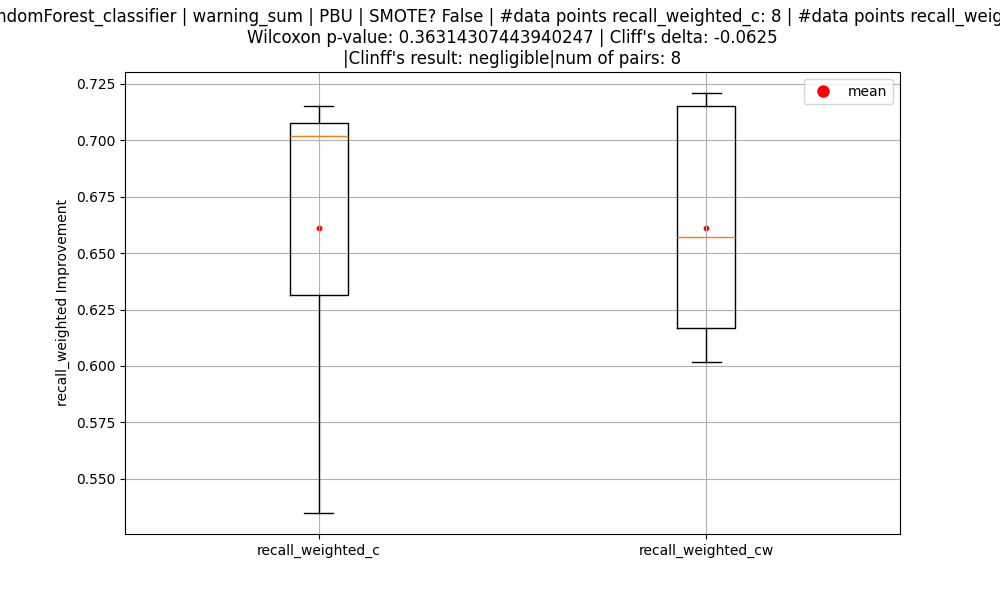 ndomForest_classifier | warning_sum | PBU | SMOTE? False | #data points recall_weighted_c: 8 | #data points recall_weig
Wilcoxon p-value: 0.36314307443940247 | Cliff's delta: -0.0625
|Clinff's result: negligible|num of pairs: 8
mean
0.725
0.700
0.675
0.650
0.625
0.600
0.575
0.550
recall_weighted Improvement
recall_weighted_c
recall_weighted_cw